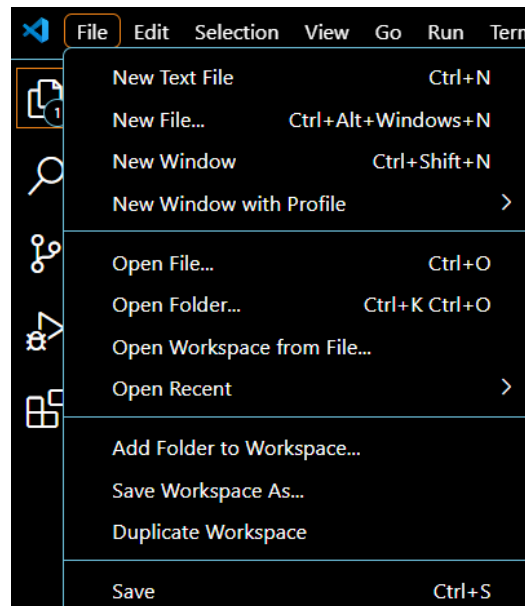 File Edit Selection View Go Run Term
New Text File Ctrl+N
New File... Ctrl+Alt+Windows+N
New Window Ctrl+Shift+N
New Window with Profile
Open File... Ctrl+O
Open Folder... Ctrl+K Ctrl+O
Open Workspace from File...
Open Recent
Add Folder to Workspace...
Save Workspace As...
Duplicate Workspace
Save Ctrl+S
1